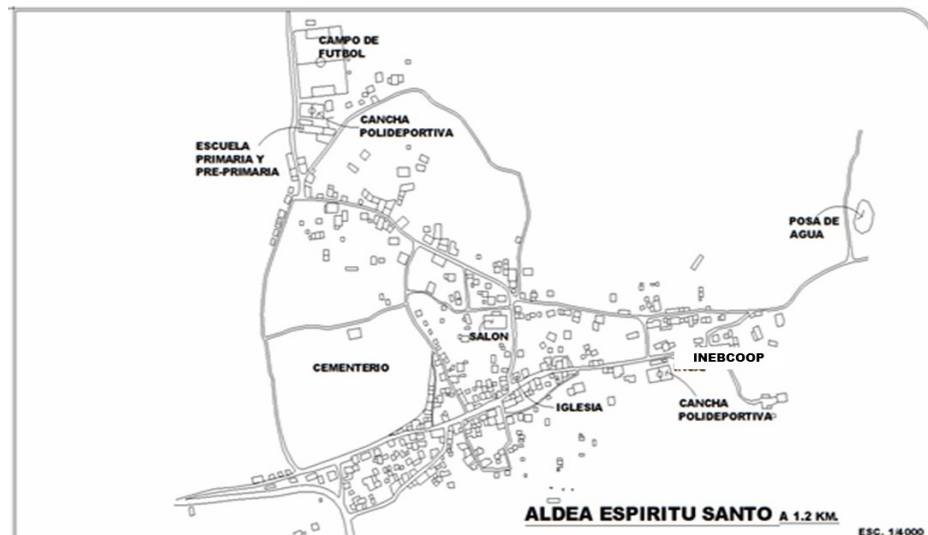 CAMPO DE
FUTBOL
CANCHA
POLIDEPORTIVA
ESCUELA
PRIMARIA Y
PRE-PRIMARIA
POSA DE
AGUA
SALON
INEBCOOP
CEMENTERIO
IGLESIA
CANCHA
POLIDEPORTIVA
ALDEA ESPIRITU SANTO A 1.2 KM.
ESC. 1/4000